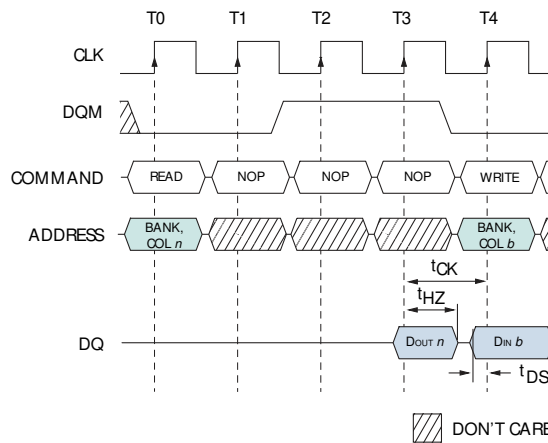 T0 T1 T2 T3 T4
CLK
DQM
COMMAND READ NOP NOP NOP WRITE
ADDRESS BANK, COL n BANK, COL b
tCK
tHZ
DQ DOUT n DIN b
tDS
DON'T CARE